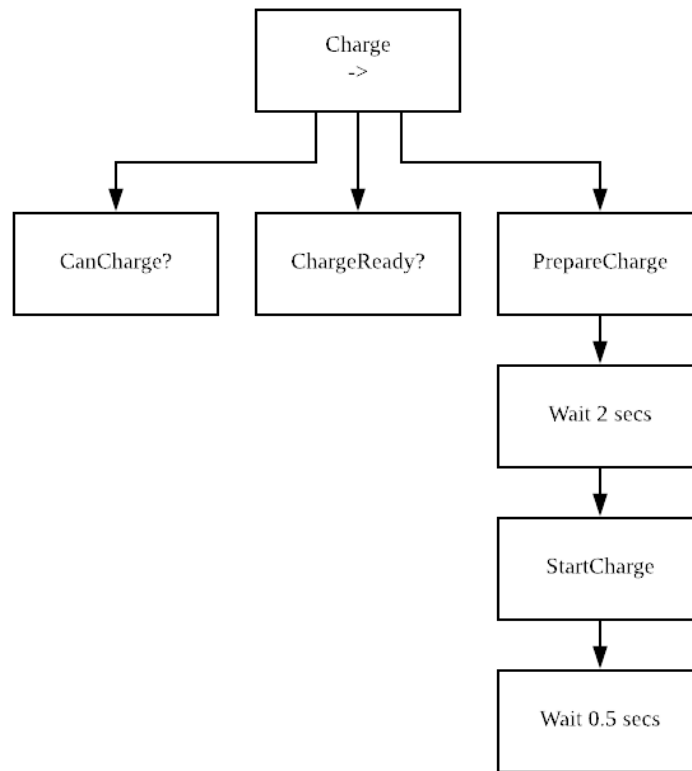 Charge
->
CanCharge?
ChargeReady?
PrepareCharge
Wait 2 secs
StartCharge
Wait 0.5 secs